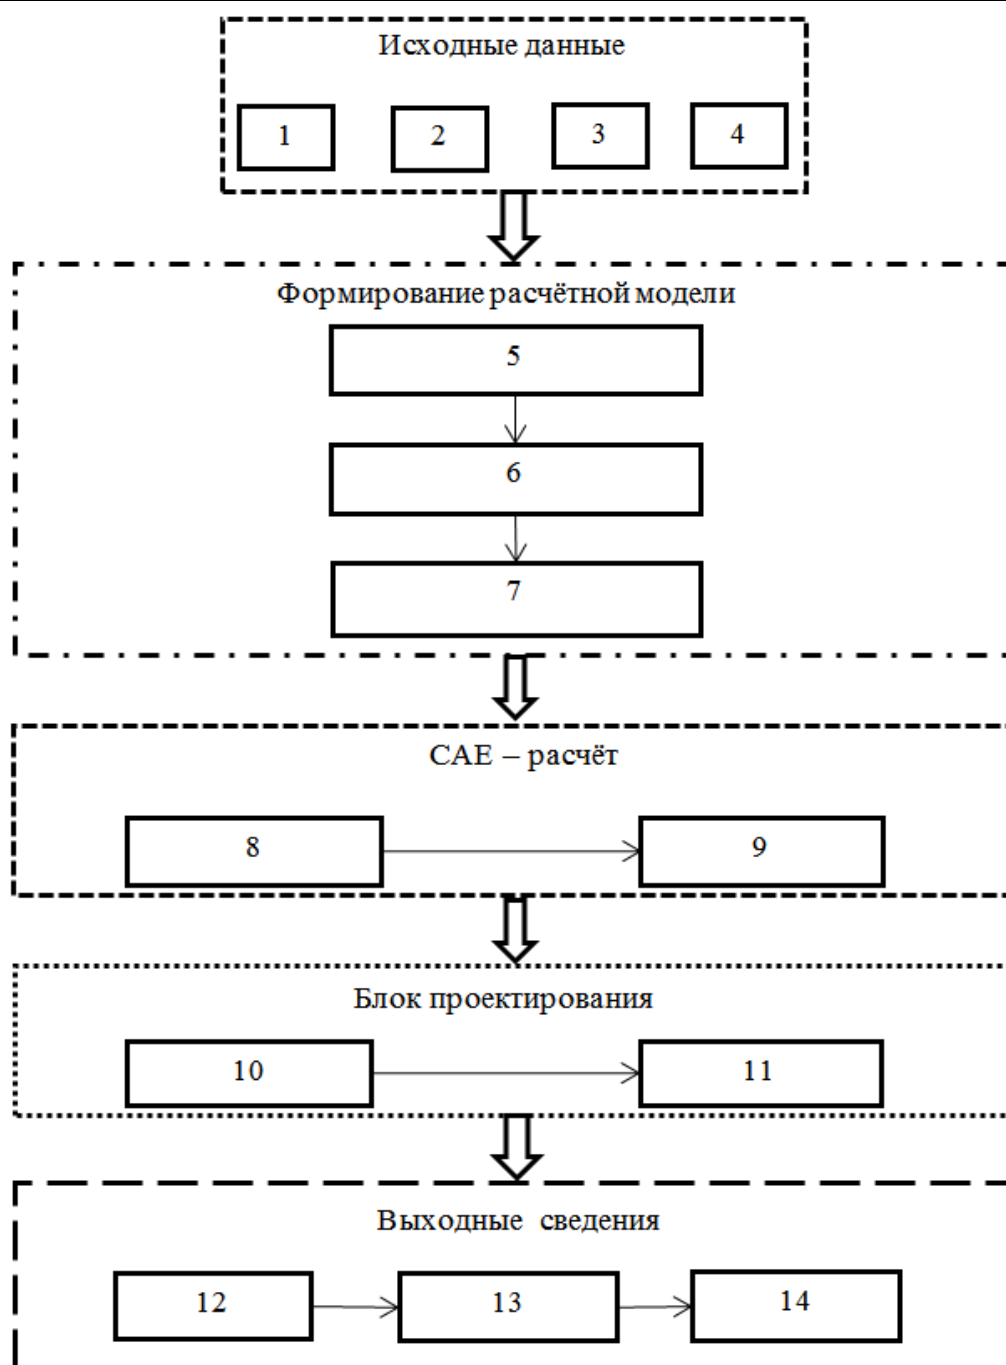 Исходные данные
1 2 3 4
Формирование расчётной модели
5
6
7
САЕ – расчёт
8 9
Блок проектирования
10 11
Выходные сведения
12 13 14